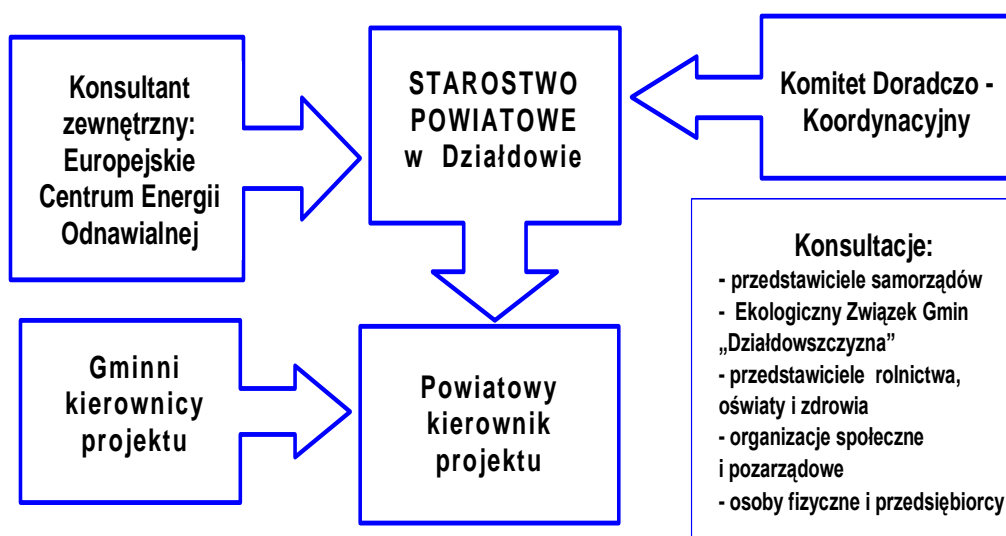 Konsultant
zewnętrzny:
Europejskie
Centrum Energii
Odnawialnej
STAROSTWO
POWIATOWE
w Działdowie
Komitet Doradczo -
Koordynacyjny
Gminni
kierownicy
projektu
Powiatowy
kierownik
projektu
Konsultacje:
- przedstawiciele samorządów
- Ekologiczny Związek Gmin
„Działdowszczyzna”
- przedstawiciele rolnictwa,
oświaty i zdrowia
- organizacje społeczne
i pozarządowe
- osoby fizyczne i przedsiębiorcy